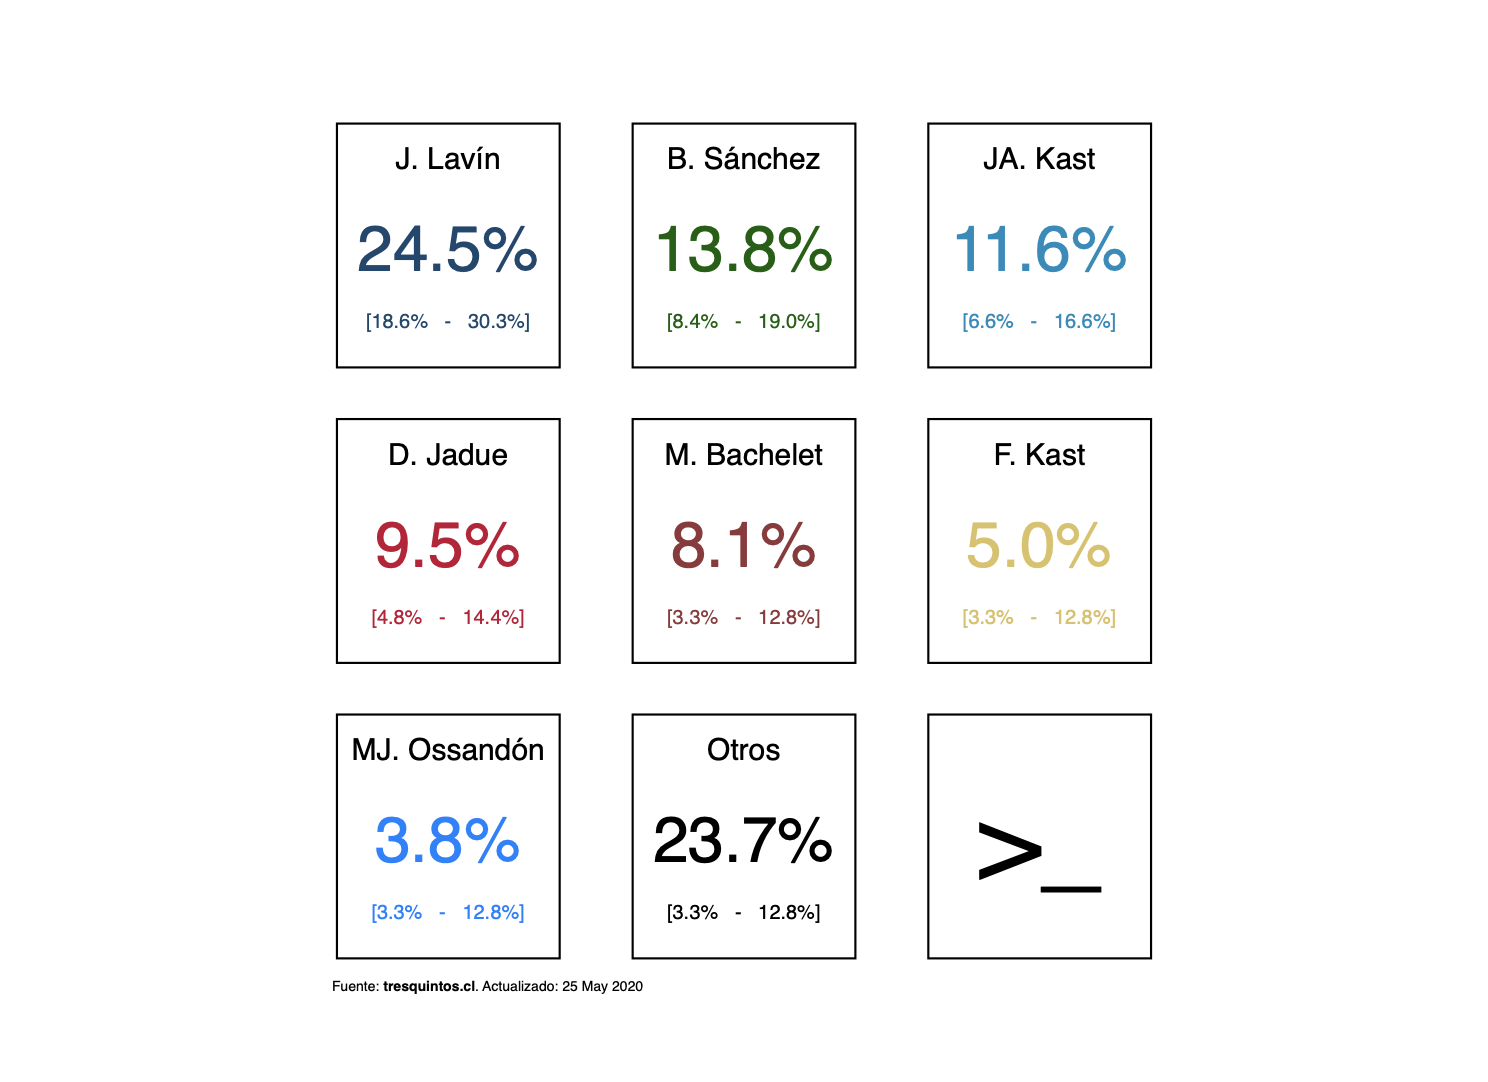 J. Lavín
24.5%
[18.6% - 30.3%]
B. Sánchez
13.8%
[8.4% - 19.0%]
JA. Kast
11.6%
[6.6% - 16.6%]
D. Jadue
9.5%
[4.8% - 14.4%]
M. Bachelet
8.1%
[3.3% - 12.8%]
F. Kast
5.0%
[3.3% - 12.8%]
MJ. Ossandón
3.8%
[3.3% - 12.8%]
Otros
23.7%
[3.3% - 12.8%]
>_
Fuente: tresquintos.cl. Actualizado: 25 May 2020